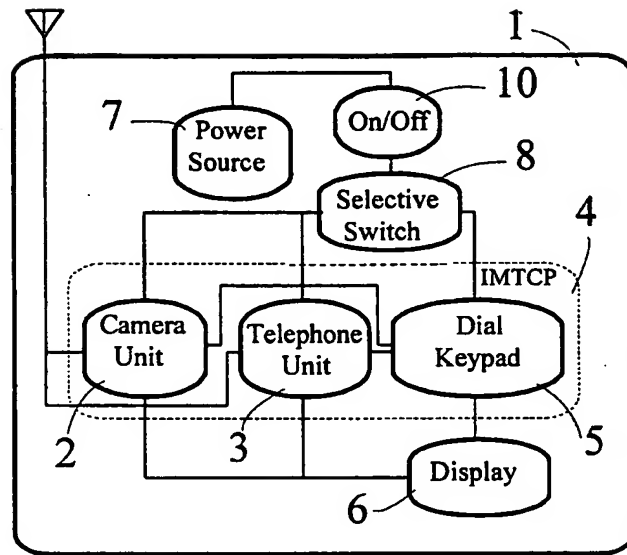 1
10
7
Power
Source
On/Off
8
Selective
Switch
4
IMTCP
Camera
Unit
Telephone
Unit
Dial
Keypad
2
3
5
Display
6